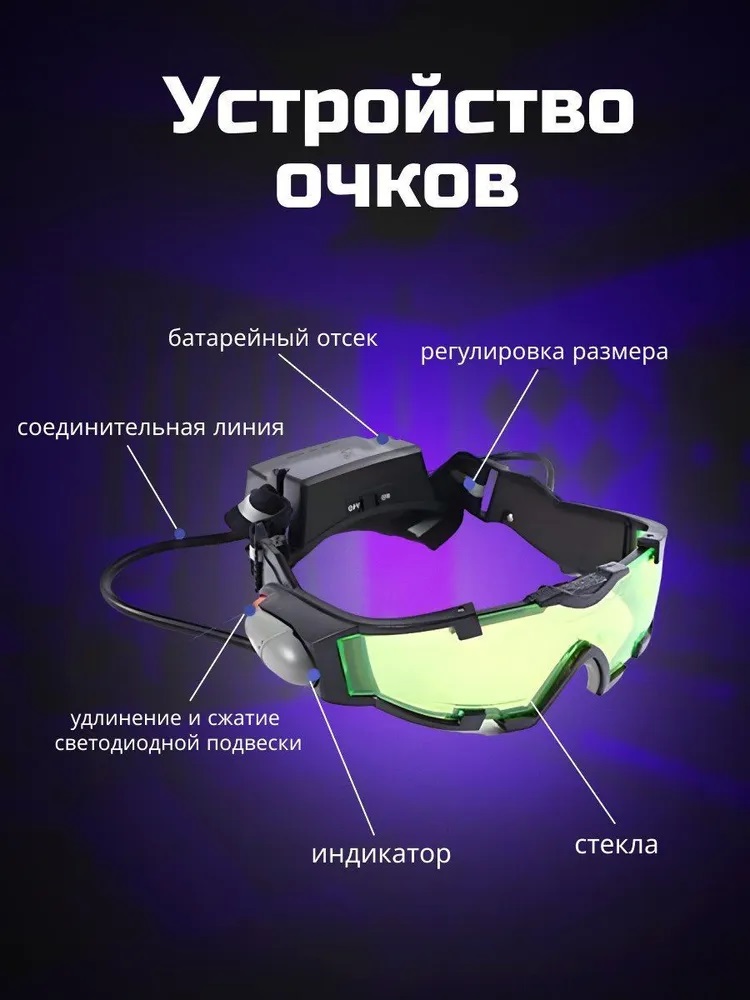 Устройство
очков
батарейный отсек
регулировка размера
соединительная линия
удлинение и сжатие
светодиодной подвески
индикатор
стекла